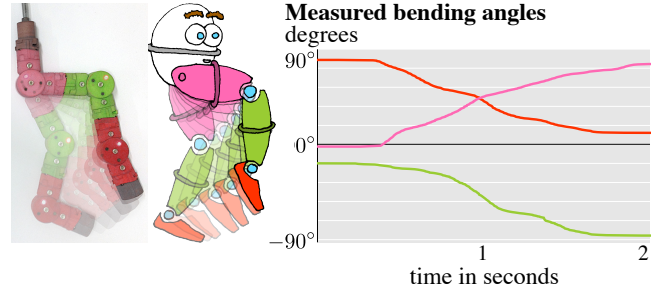 Measured bending angles
degrees
90°
0°
−90°
1
2
time in seconds